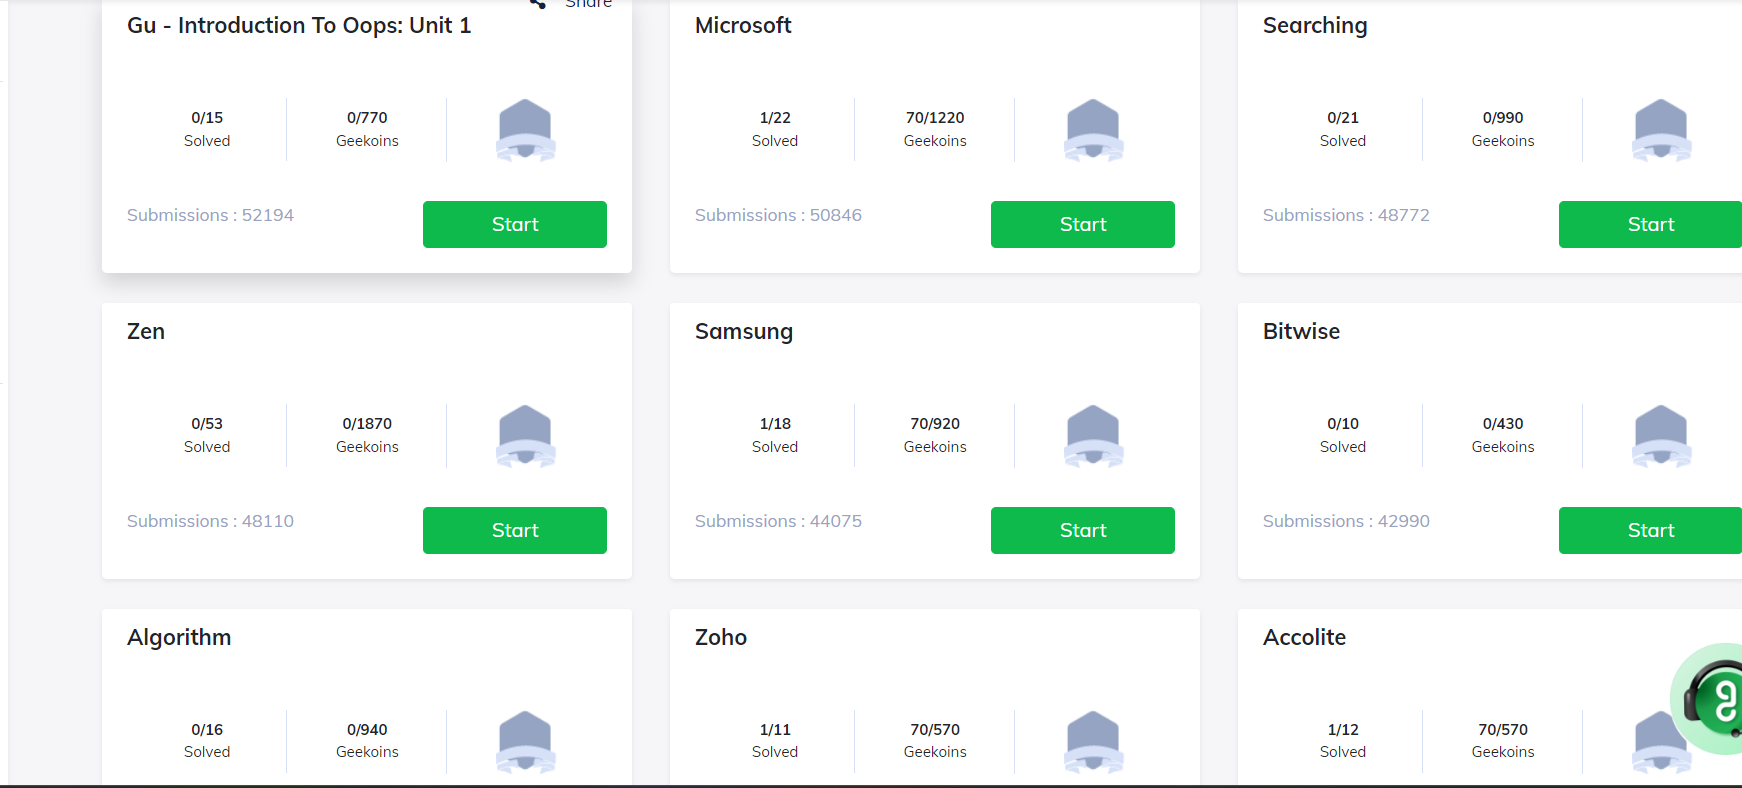 Share
Gu - Introduction To Oops: Unit 1
0/15
Solved
0/770
Geekoins
Submissions : 52194
Start
Microsoft
1/22
Solved
70/1220
Geekoins
Submissions : 50846
Start
Searching
0/21
Solved
0/990
Geekoins
Submissions : 48772
Start
Zen
0/53
Solved
0/1870
Geekoins
Submissions : 48110
Start
Samsung
1/18
Solved
70/920
Geekoins
Submissions : 44075
Start
Bitwise
0/10
Solved
0/430
Geekoins
Submissions : 42990
Start
Algorithm
0/16
Solved
0/940
Geekoins
Zoho
1/11
Solved
70/570
Geekoins
Accolite
1/12
Solved
70/570
Geekoins